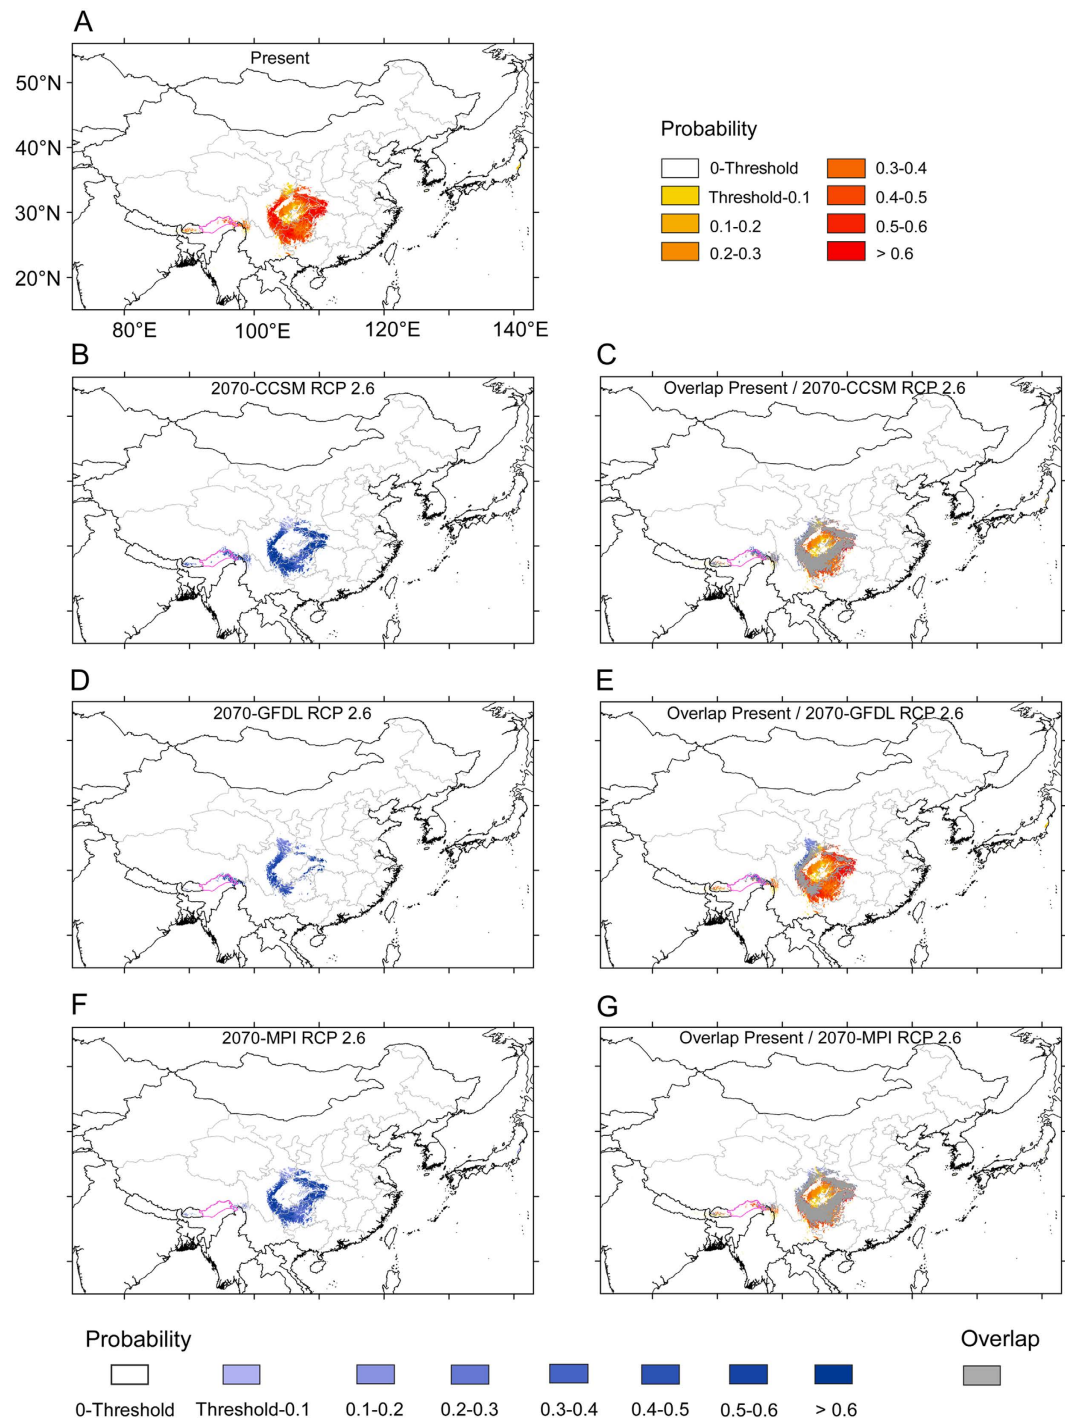 A
Present
50°N
40°N
30°N
20°N
80°E 100°E 120°E 140°E
Probability
0-Threshold 0.3-0.4
Threshold-0.1 0.4-0.5
0.1-0.2 0.5-0.6
0.2-0.3 > 0.6
B C
2070-CCSM RCP 2.6 Overlap Present / 2070-CCSM RCP 2.6
D E
2070-GFDL RCP 2.6 Overlap Present / 2070-GFDL RCP 2.6
F G
2070-MPI RCP 2.6 Overlap Present / 2070-MPI RCP 2.6
Probability Overlap
0-Threshold Threshold-0.1 0.1-0.2 0.2-0.3 0.3-0.4 0.4-0.5 0.5-0.6 > 0.6